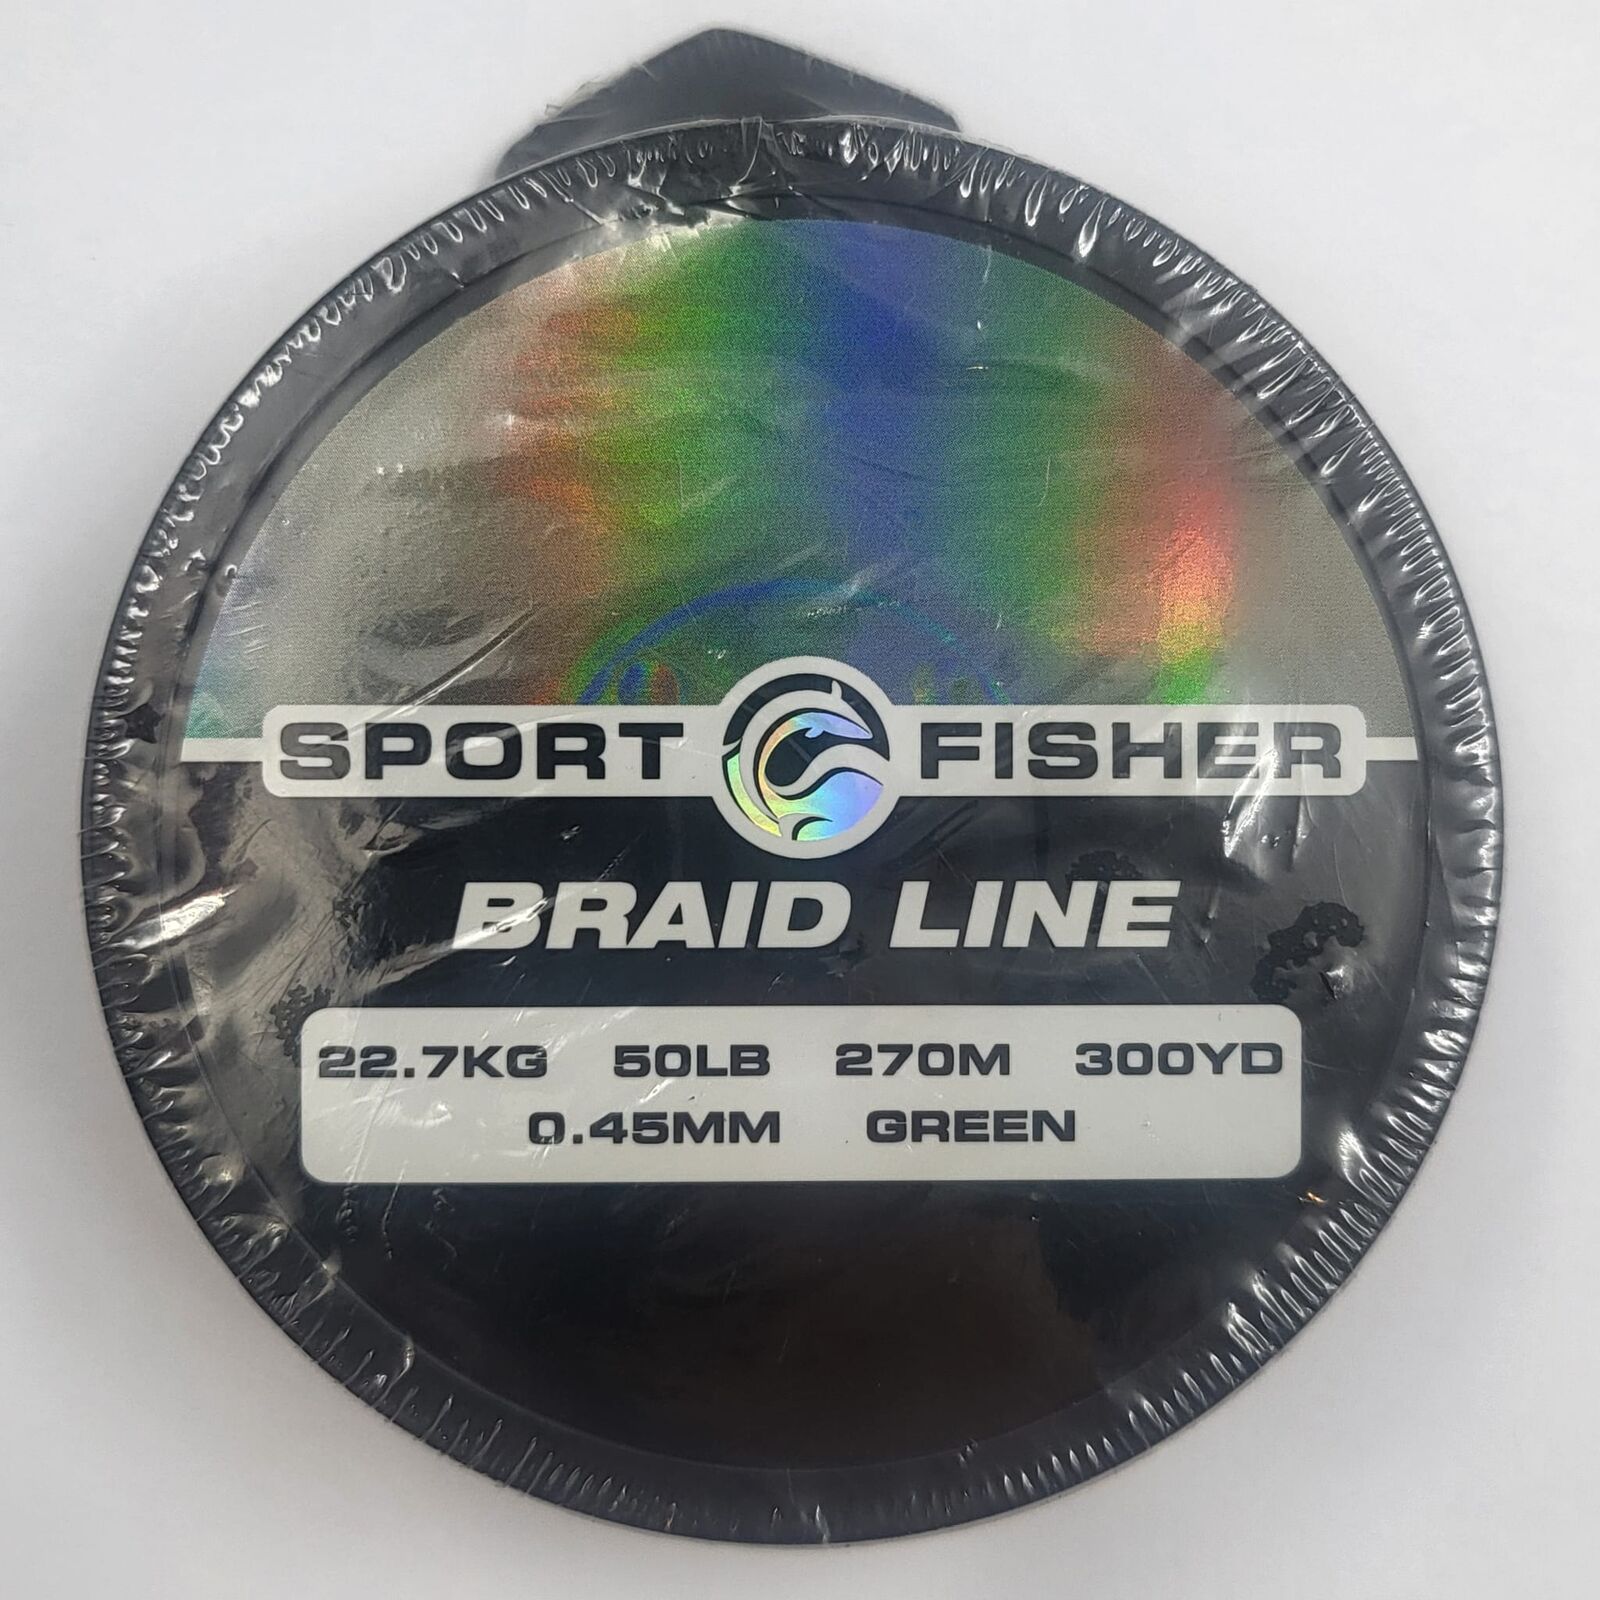 SPORT FISHER
BRAID LINE
22.7KG 50LB 270M 300YD
0.45MM GREEN